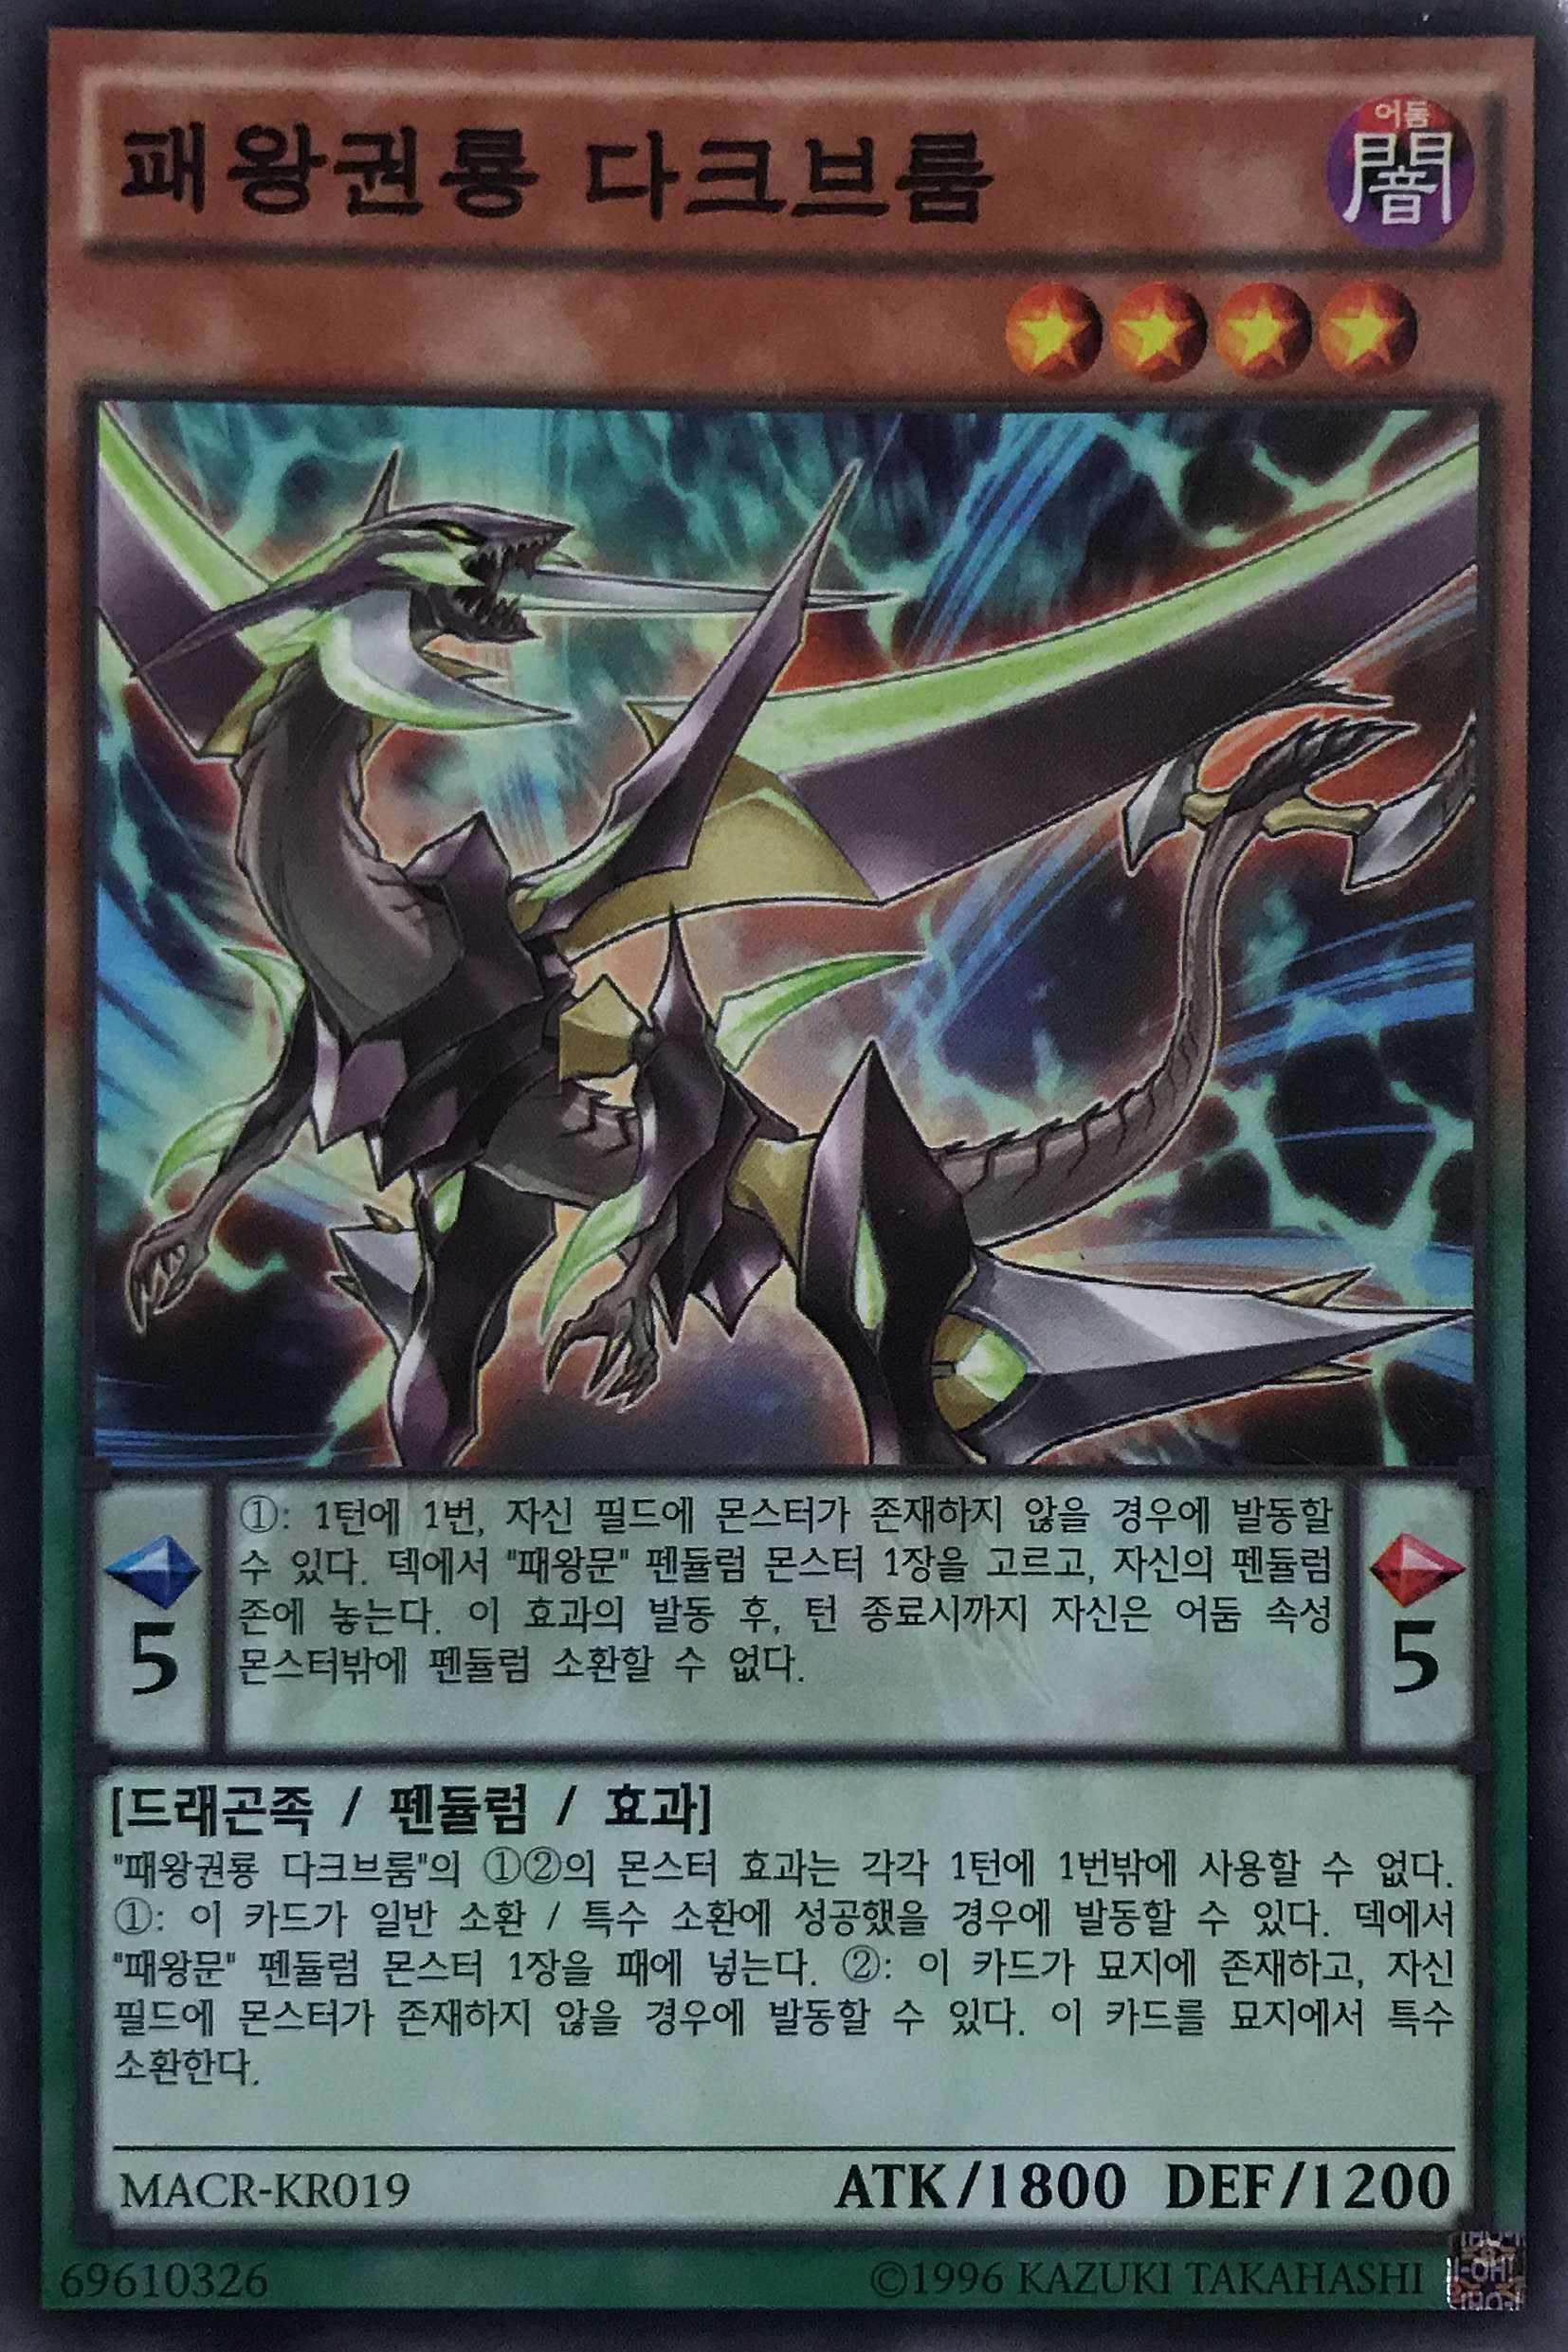 패왕권룡 다크브룸
어둠
闇
①: 1턴에 1번, 자신 필드에 몬스터가 존재하지 않을 경우에 발동할
수 있다. 덱에서 "패왕문" 펜듈럼 몬스터 1장을 고르고, 자신의 펜듈럼
존에 놓는다. 이 효과의 발동 후, 턴 종료시까지 자신은 어둠 속성
몬스터밖에 펜듈럼 소환할 수 없다.
5
5
[드래곤족 / 펜듈럼 / 효과]
"패왕권룡 다크브룸"의 ①②의 몬스터 효과는 각각 1턴에 1번밖에 사용할 수 없다.
①: 이 카드가 일반 소환 / 특수 소환에 성공했을 경우에 발동할 수 있다. 덱에서
"패왕문" 펜듈럼 몬스터 1장을 패에 넣는다. ②: 이 카드가 묘지에 존재하고, 자신
필드에 몬스터가 존재하지 않을 경우에 발동할 수 있다. 이 카드를 묘지에서 특수
소환한다.
MACR-KR019
ATK/1800 DEF/1200
69610326
©1996 KAZUKI TAKAHASHI